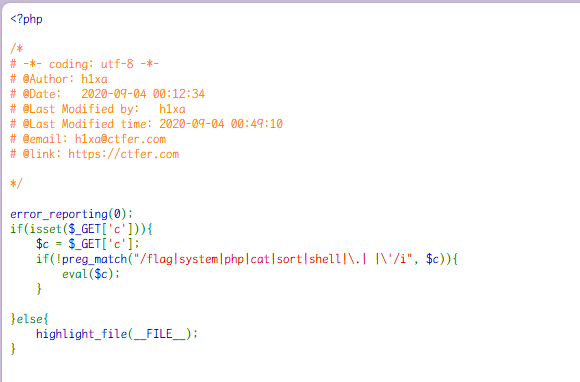 <?php
/*
# -*- coding: utf-8 -*-
# @Author: h1xa
# @Date:   2020-09-04 00:12:34
# @Last Modified by:   h1xa
# @Last Modified time: 2020-09-04 00:49:10
# @email: h1xa@ctfer.com
# @link: https://ctfer.com
*/
error_reporting(0);
if(isset($_GET['c'])){
    $c = $_GET['c'];
    if(!preg_match("/flag|system|php|cat|sort|shell|\.| |\'/i", $c)){
        eval($c);
    }
}else{
    highlight_file(__FILE__);
}